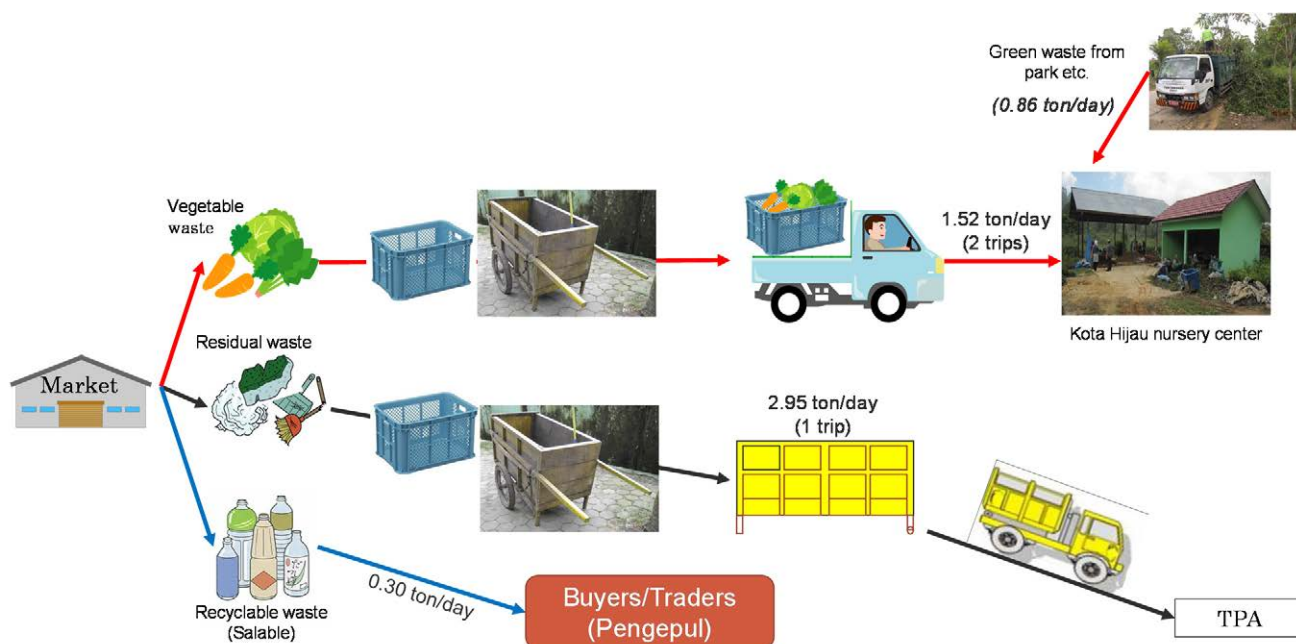 Green waste from
park etc.
(0.86 ton/day)
Vegetable
waste
1.52 ton/day
(2 trips)
Kota Hijau nursery center
Residual waste
Market
2.95 ton/day
(1 trip)
0.30 ton/day
Recyclable waste
(Salable)
Buyers/Traders
(Pengepul)
TPA